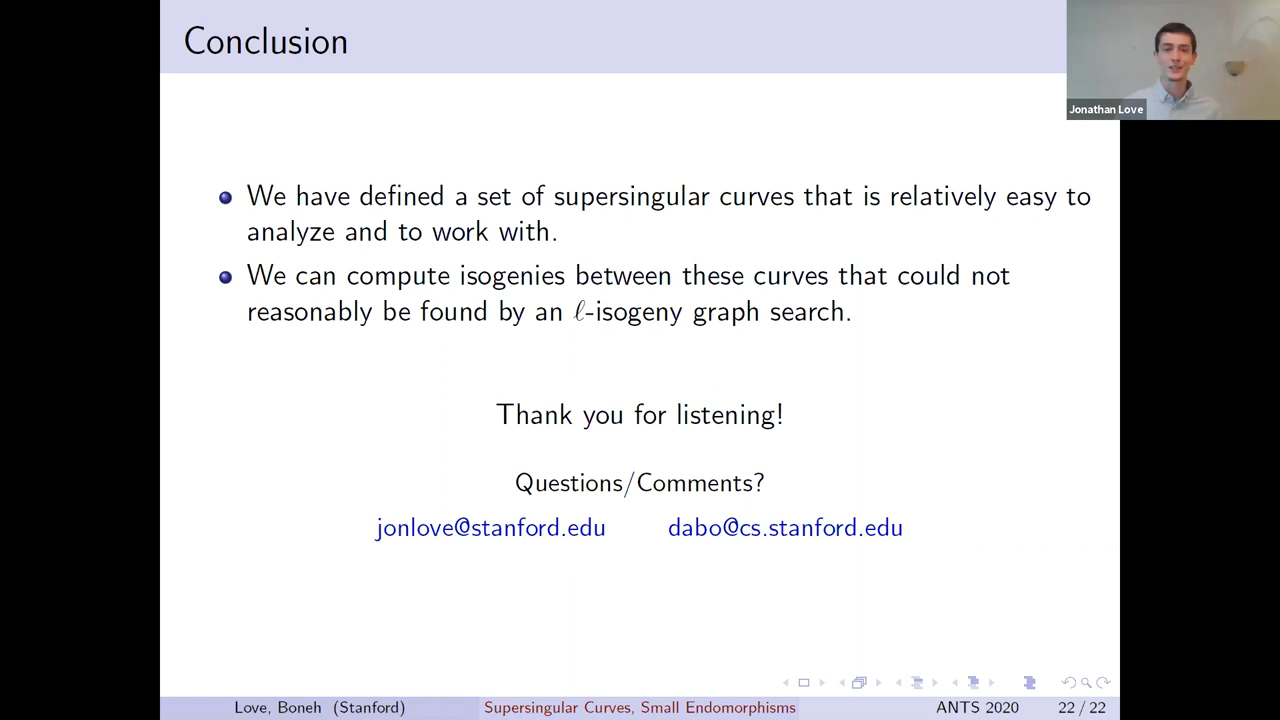 Conclusion
Jonathan Love
We have defined a set of supersingular curves that is relatively easy to
analyze and to work with.
We can compute isogenies between these curves that could not
reasonably be found by an ℓ-isogeny graph search.
Thank you for listening!
Questions/Comments?
jonlove@stanford.edu dabo@cs.stanford.edu
Love, Boneh (Stanford) Supersingular Curves, Small Endomorphisms ANTS 2020 22 / 22